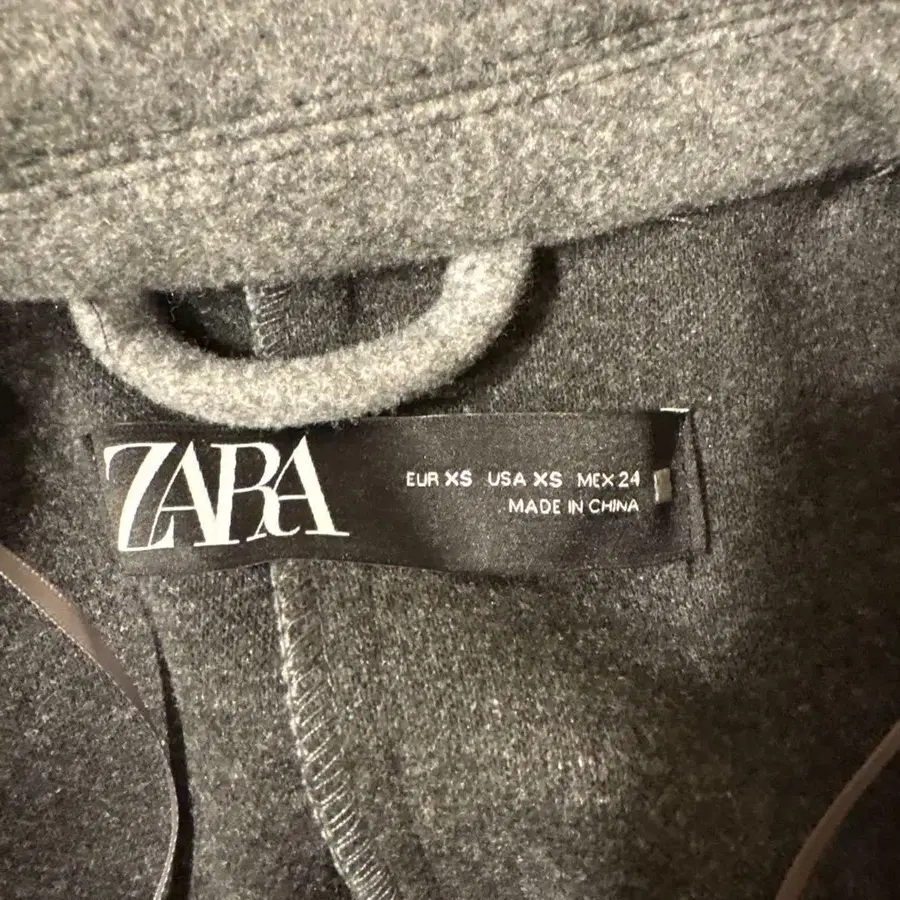 ZARA
EUR XS USA XS MEX 24
MADE IN CHINA